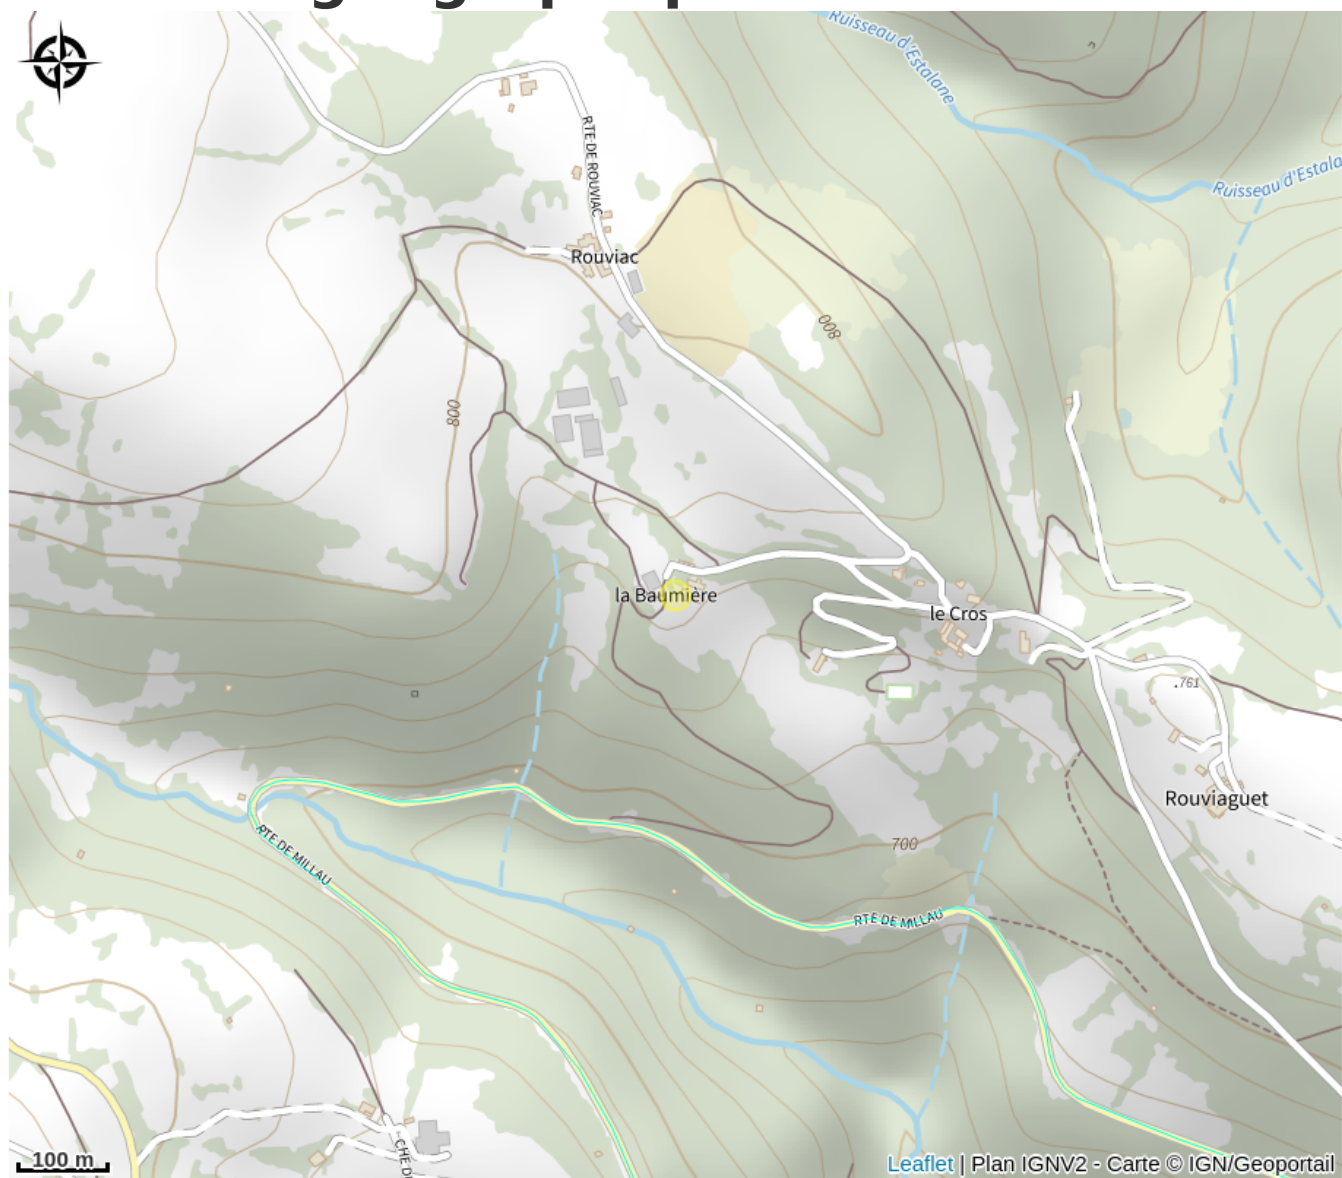 Ruisseau d'Estalane
RTE DE ROUVIAC
Ruisseau d'Estala
Rouviac
800
800
la Baumière
le Cros
.761
Rouviaguet
RTE DE MILLAU
700
RTE DE MILLAU
CHE D
100 m
Leaflet | Plan IGNV2 - Carte © IGN/Geoportail